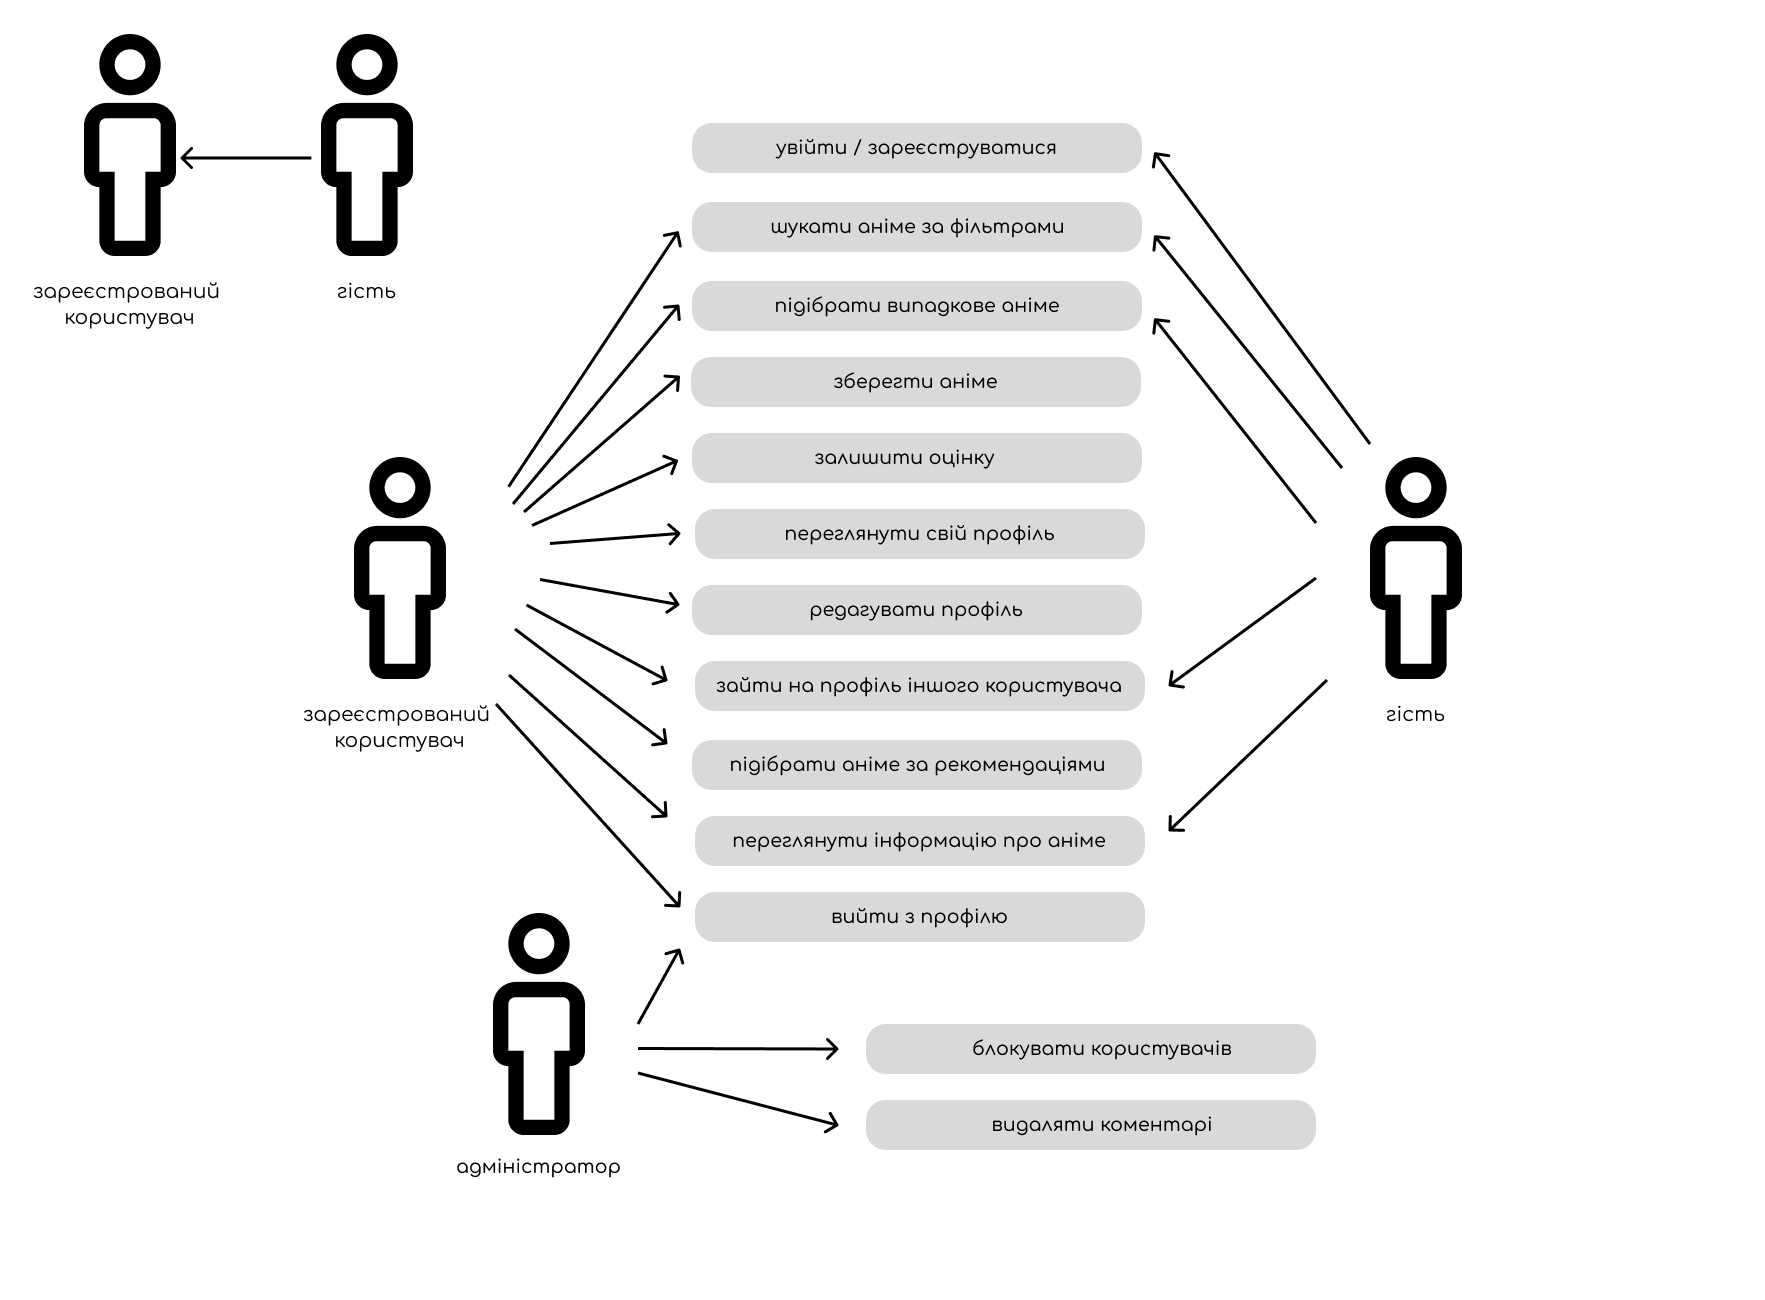 зареєстрований
користувач
гість
увійти / зареєструватися
шукати аніме за фільтрами
підібрати випадкове аніме
зберегти аніме
залишити оцінку
переглянути свій профіль
редагувати профіль
зайти на профіль іншого користувача
підібрати аніме за рекомендаціями
переглянути інформацію про аніме
вийти з профілю
зареєстрований
користувач
гість
блокувати користувачів
видаляти коментарі
адміністратор